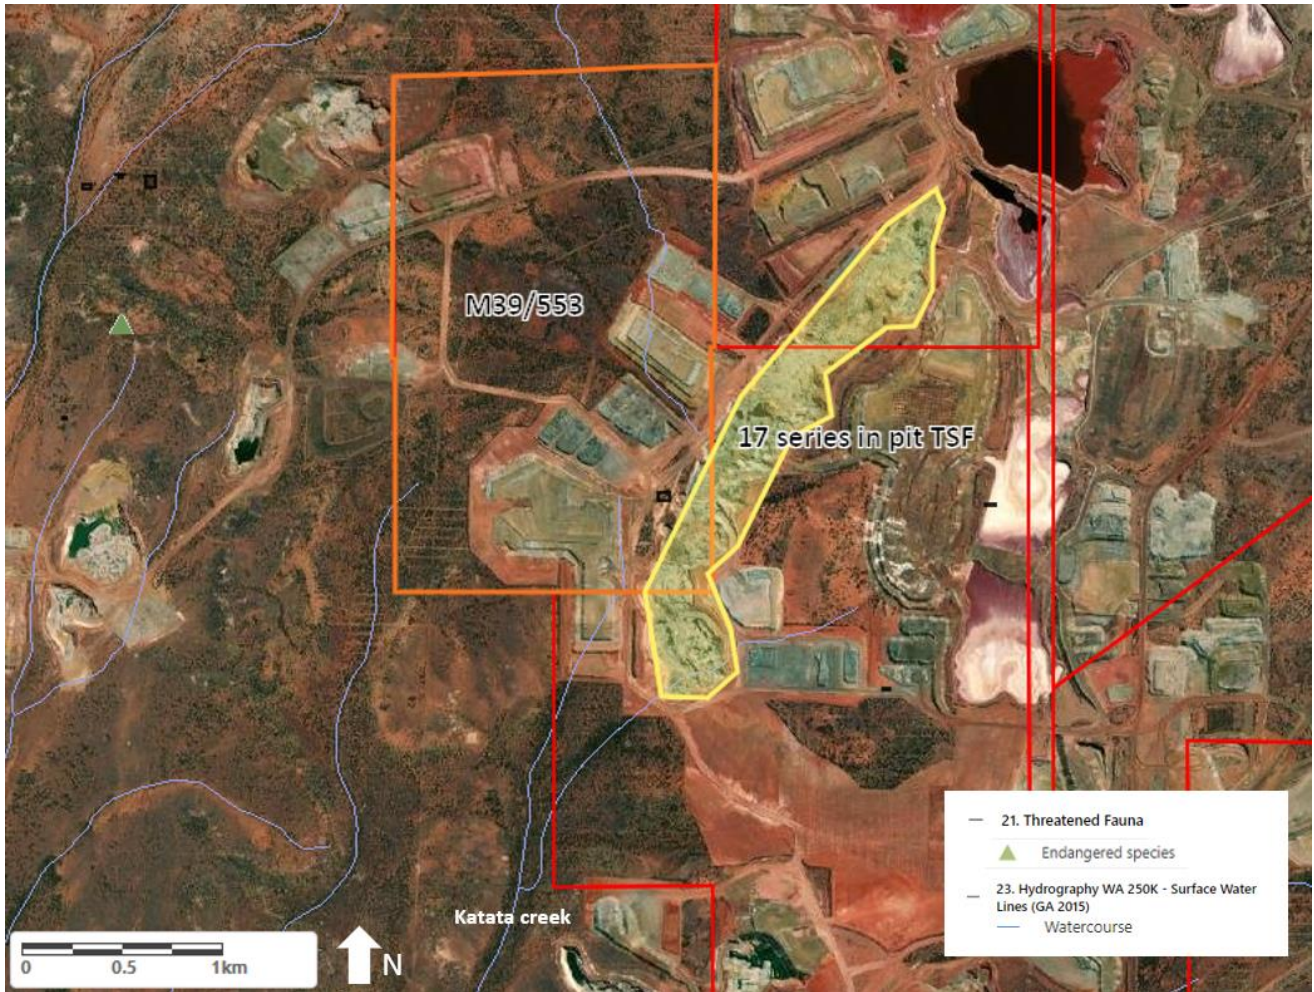 M39/553
17 series in pit TSF
Katata creek
0 0.5 1km
N
21. Threatened Fauna
Endangered species
23. Hydrography WA 250K - Surface Water
Lines (GA 2015)
Watercourse